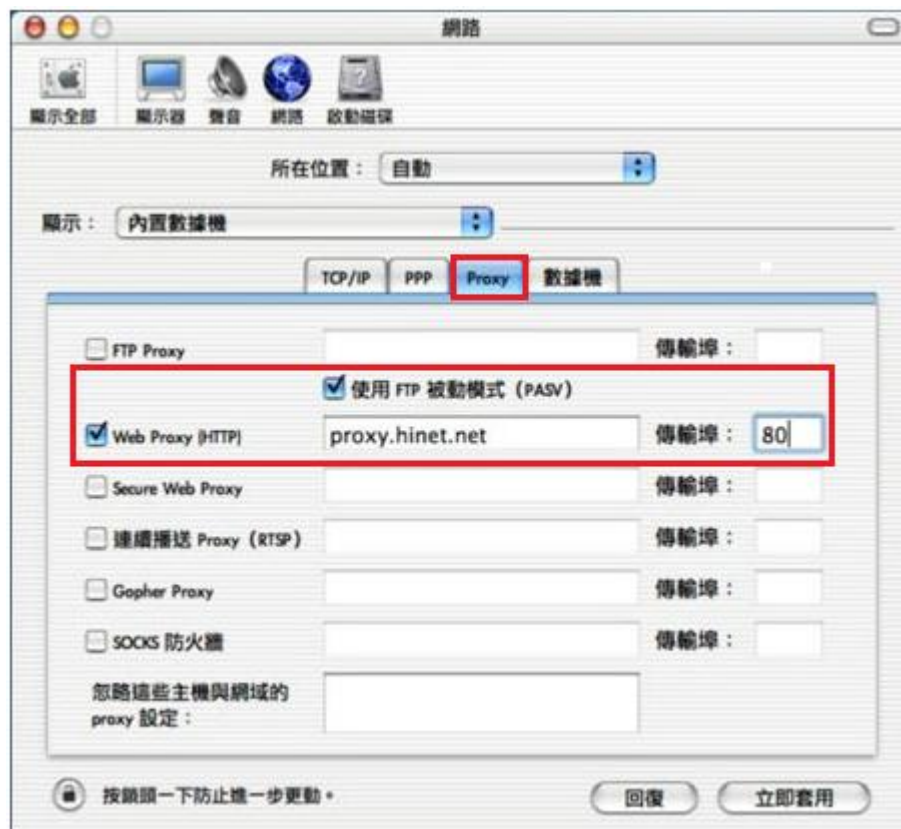 網路
顯示全部 顯示器 聲音 網路 啟動磁碟
所在位置： 自動
顯示： 內置數據機
TCP/IP PPP Proxy 數據機
FTP Proxy 傳輸埠：
使用 FTP 被動模式（PASV）
Web Proxy (HTTP) proxy.hinet.net 傳輸埠： 80
Secure Web Proxy 傳輸埠：
連續播送 Proxy（RTSP） 傳輸埠：
Gopher Proxy 傳輸埠：
SOCKS 防火牆 傳輸埠：
忽略這些主機與網域的
proxy 設定：
按鎖頭一下防止進一步更動。 回復 立即套用